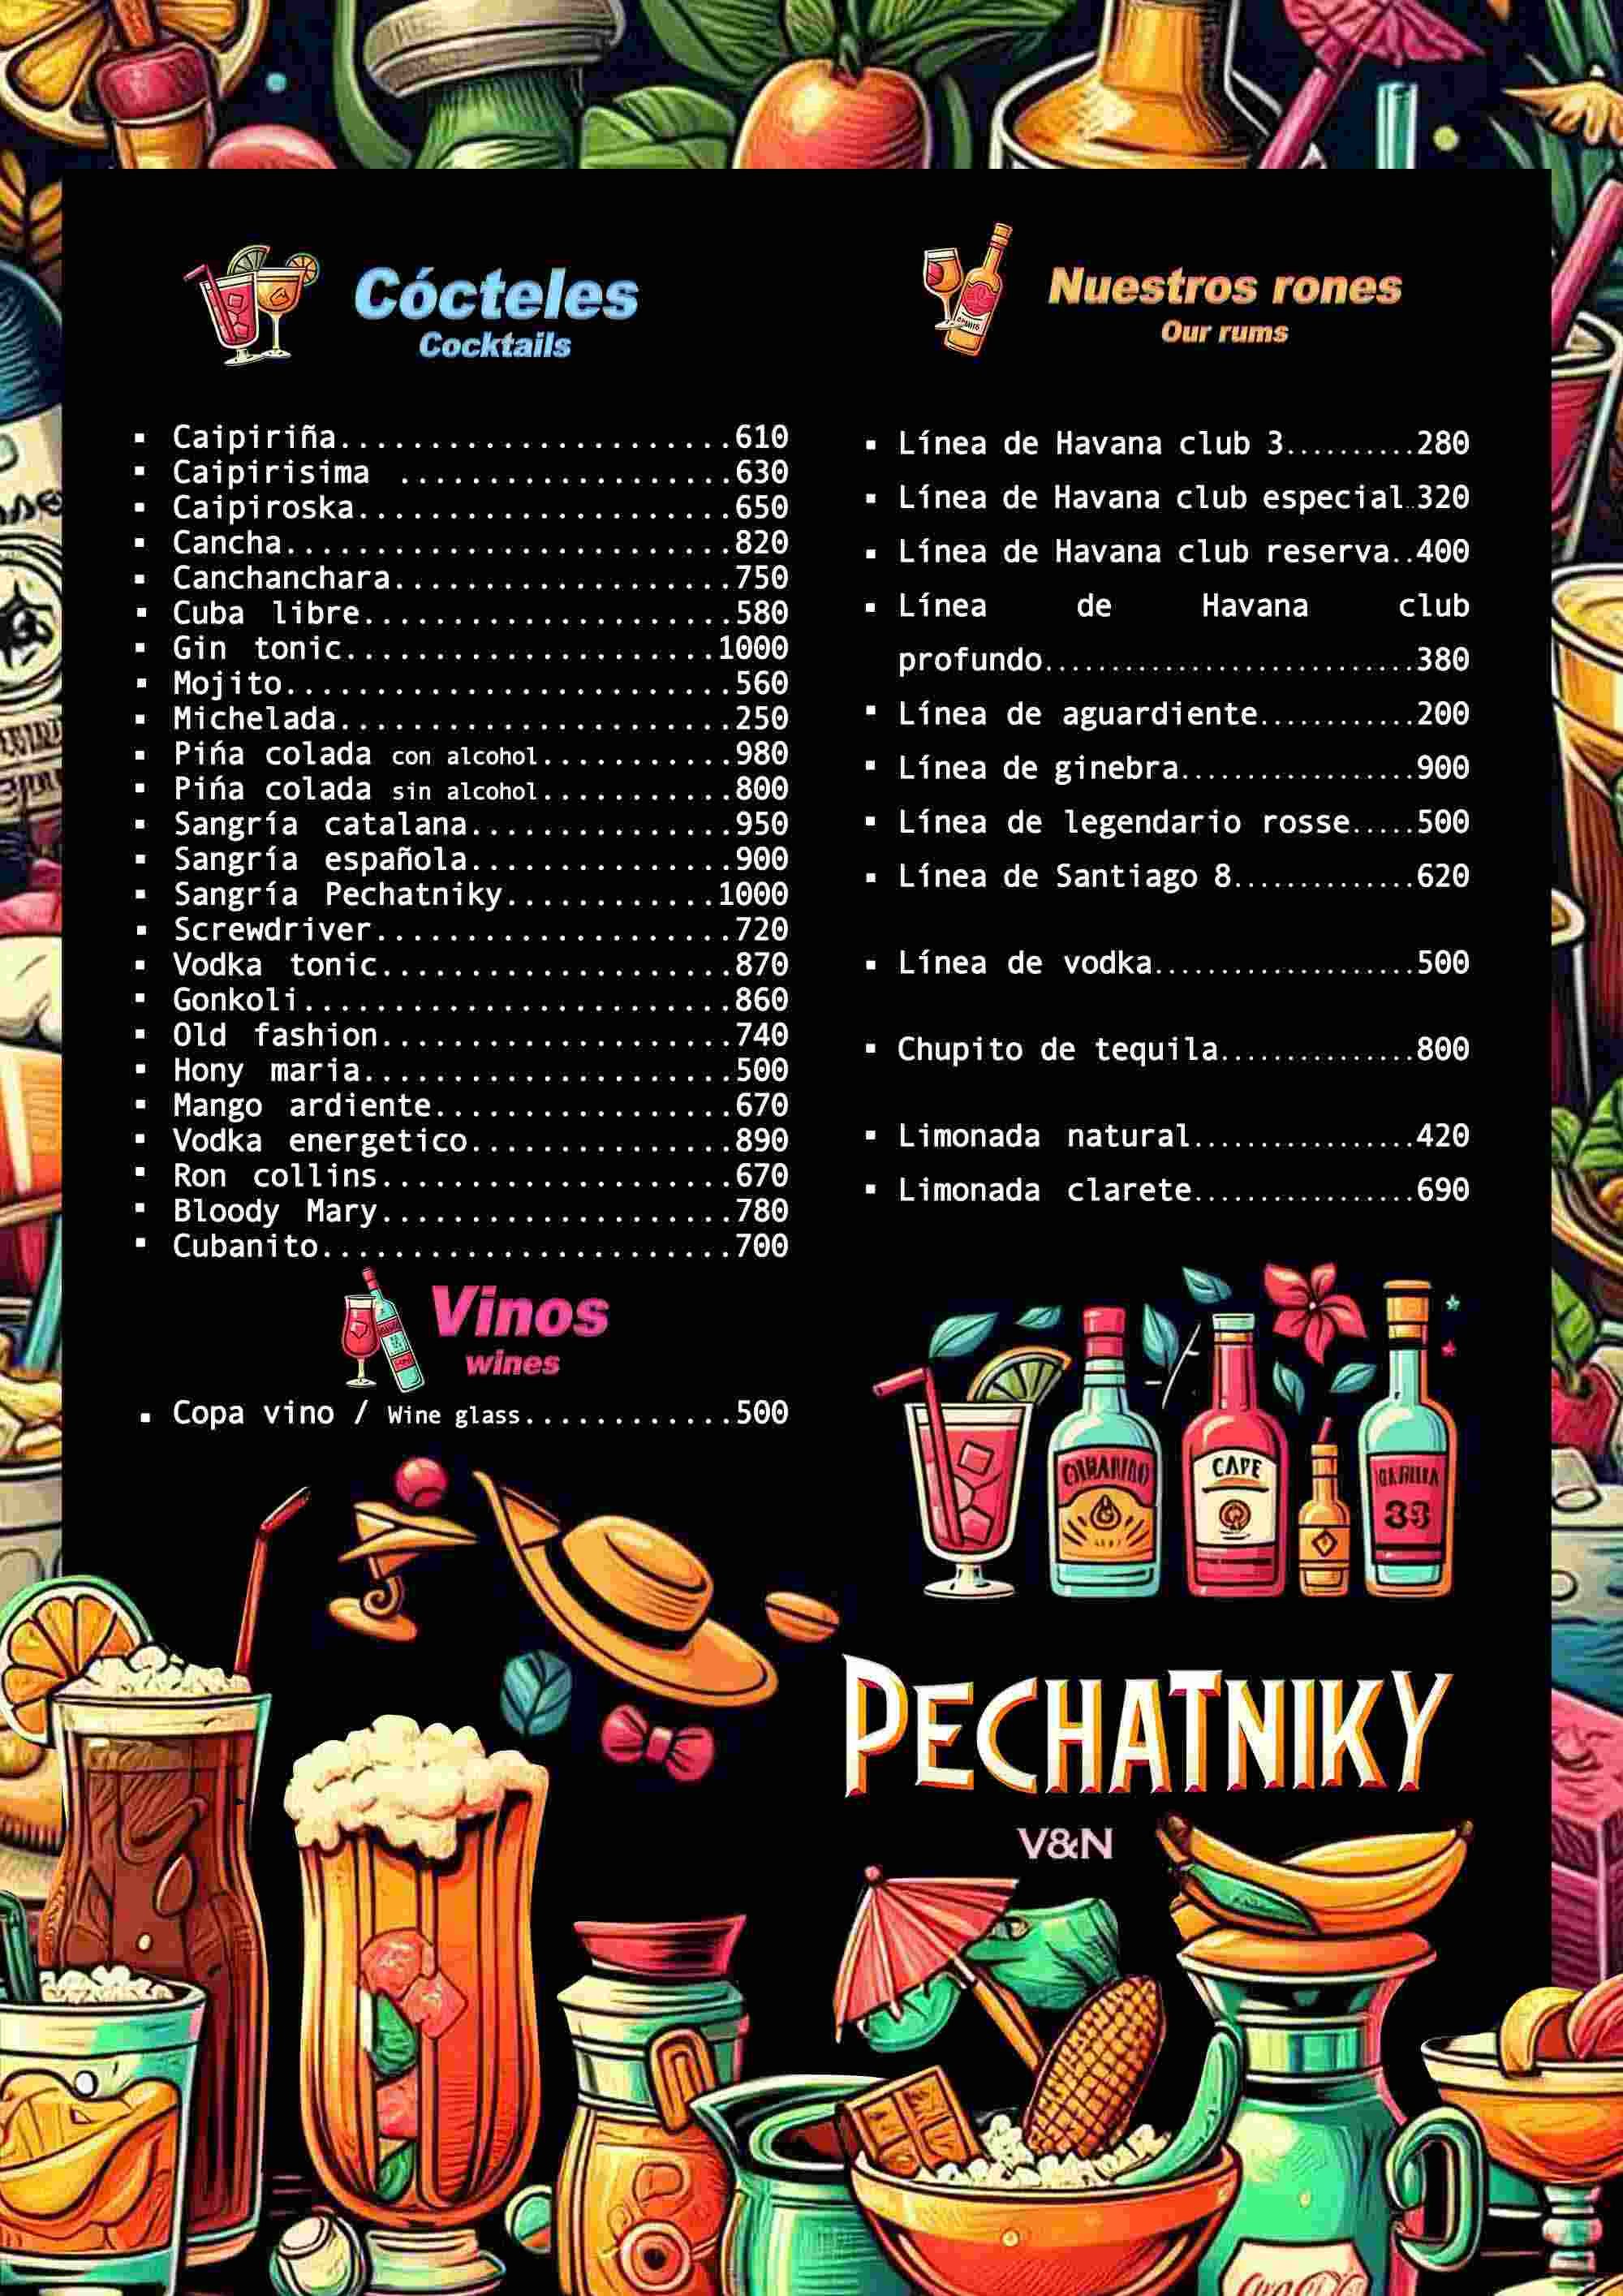 Cócteles
Cocktails
▪ Caipiriña......................610
▪ Caipirisima ...................630
▪ Caipiroska.....................650
▪ Cancha.........................820
▪ Canchanchara...................750
▪ Cuba libre.....................580
▪ Gin tonic.....................1000
▪ Mojito.........................560
▪ Michelada......................250
▪ Pińa colada con alcohol...........980
▪ Pińa colada sin alcohol...........800
▪ Sangría catalana...............950
▪ Sangría española...............900
▪ Sangría Pechatniky............1000
▪ Screwdriver....................720
▪ Vodka tonic....................870
▪ Gonkoli........................860
▪ Old fashion....................740
▪ Hony maria.....................500
▪ Mango ardiente.................670
▪ Vodka energetico...............890
▪ Ron collins....................670
▪ Bloody Mary....................780
▪ Cubanito.......................700
Vinos
wines
▪ Copa vino / Wine glass............500
Nuestros rones
Our rums
▪ Línea de Havana club 3..........280
▪ Línea de Havana club especial..320
▪ Línea de Havana club reserva..400
▪ Línea de Havana club
profundo............................380
▪ Línea de aguardiente............200
▪ Línea de ginebra..................900
▪ Línea de legendario rosse.....500
▪ Línea de Santiago 8..............620
▪ Línea de vodka....................500
▪ Chupito de tequila...............800
▪ Limonada natural.................420
▪ Limonada clarete.................690
CAPE
33
PECHATNIKY
V&N